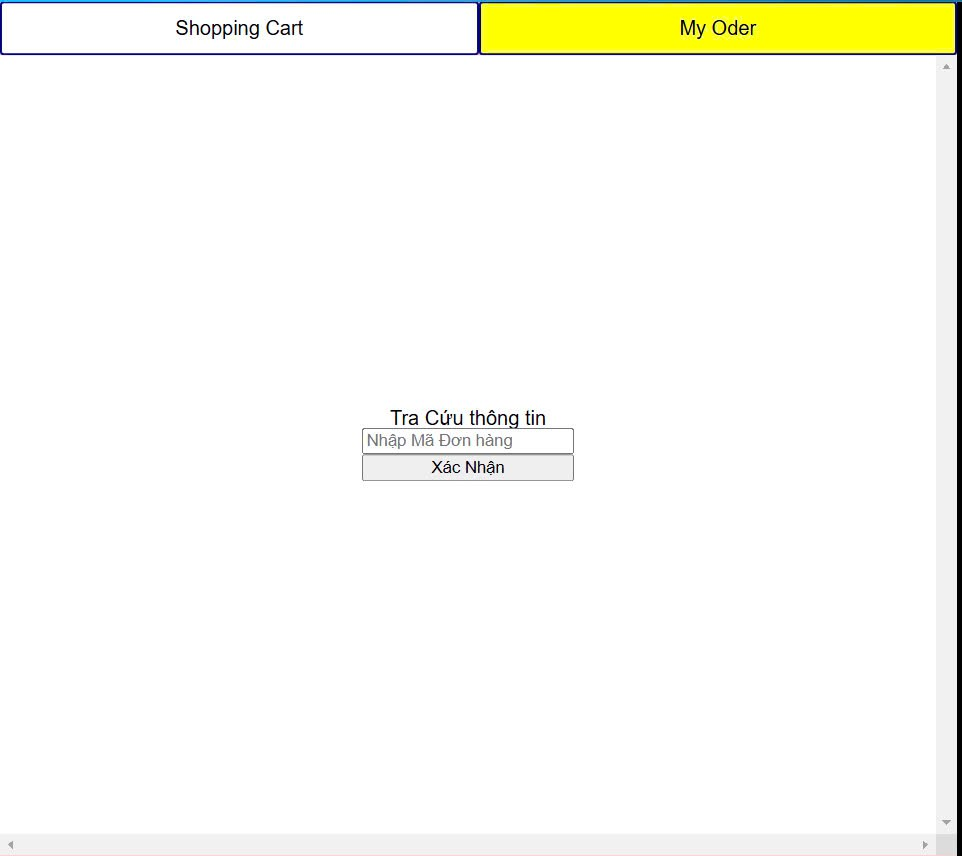 Shopping Cart
My Oder
Tra Cứu thông tin
Nhập Mã Đơn hàng
Xác Nhận